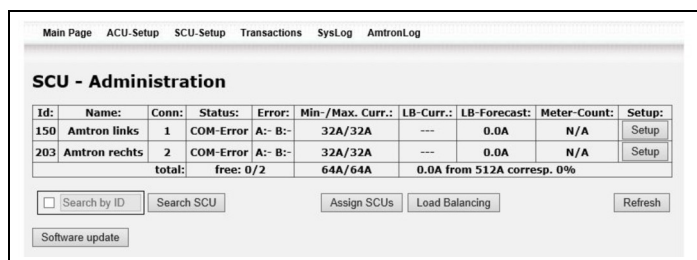 Main Page ACU-Setup SCU-Setup Transactions SysLog AmtronLog
SCU - Administration
Id: Name: Conn: Status: Error: Min-/Max. Curr.: LB-Curr.: LB-Forecast: Meter-Count: Setup:
150 Amtron links 1 COM-Error A:- B:- 32A/32A --- 0.0A N/A Setup
203 Amtron rechts 2 COM-Error A:- B:- 32A/32A --- 0.0A N/A Setup
total: free: 0/2 64A/64A 0.0A from 512A corresp. 0%
Search by ID Search SCU Assign SCUs Load Balancing Refresh
Software update